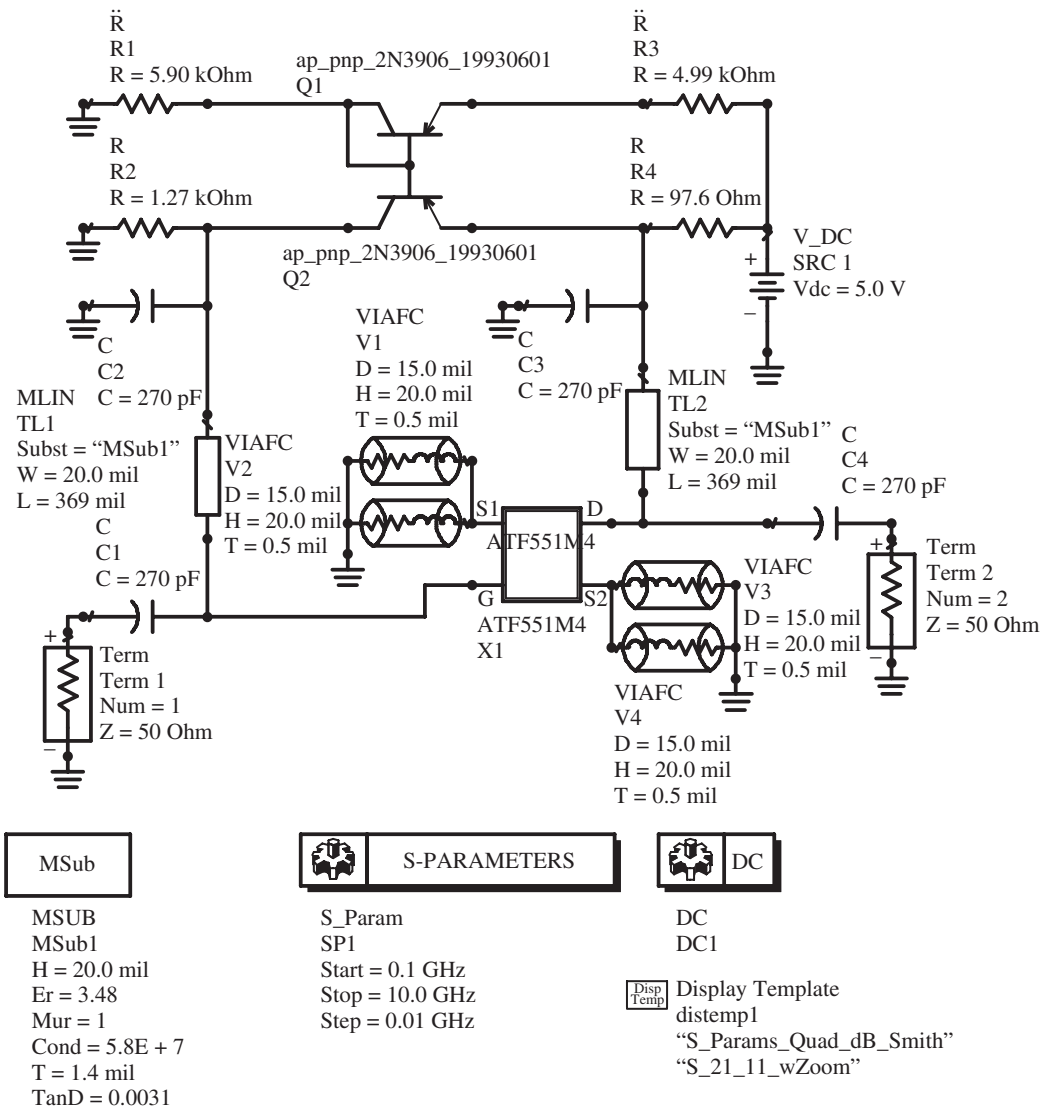 R̈
R1
R = 5.90 kOhm
ap_pnp_2N3906_19930601
Q1
R̈
R3
R = 4.99 kOhm
R
R2
R = 1.27 kOhm
R
R4
R = 97.6 Ohm
ap_pnp_2N3906_19930601
Q2
+
–
V_DC
SRC 1
Vdc = 5.0 V
C
C2
C = 270 pF
VIAFC
V1
D = 15.0 mil
H = 20.0 mil
T = 0.5 mil
C
C3
C = 270 pF
MLIN
TL1
Subst = “MSub1”
W = 20.0 mil
L = 369 mil
VIAFC
V2
D = 15.0 mil
H = 20.0 mil
T = 0.5 mil
MLIN
TL2
Subst = “MSub1”
W = 20.0 mil
L = 369 mil
C
C4
C = 270 pF
C
C1
C = 270 pF
S1
D
ATF551M4
G
S2
ATF551M4
X1
VIAFC
V3
D = 15.0 mil
H = 20.0 mil
T = 0.5 mil
+
–
Term
Term 2
Num = 2
Z = 50 Ohm
+
–
Term
Term 1
Num = 1
Z = 50 Ohm
VIAFC
V4
D = 15.0 mil
H = 20.0 mil
T = 0.5 mil
MSub
MSUB
MSub1
H = 20.0 mil
Er = 3.48
Mur = 1
Cond = 5.8E + 7
T = 1.4 mil
TanD = 0.0031
S-PARAMETERS
S_Param
SP1
Start = 0.1 GHz
Stop = 10.0 GHz
Step = 0.01 GHz
DC
DC
DC1
Disp
Temp
Display Template
distemp1
“S_Params_Quad_dB_Smith”
“S_21_11_wZoom”